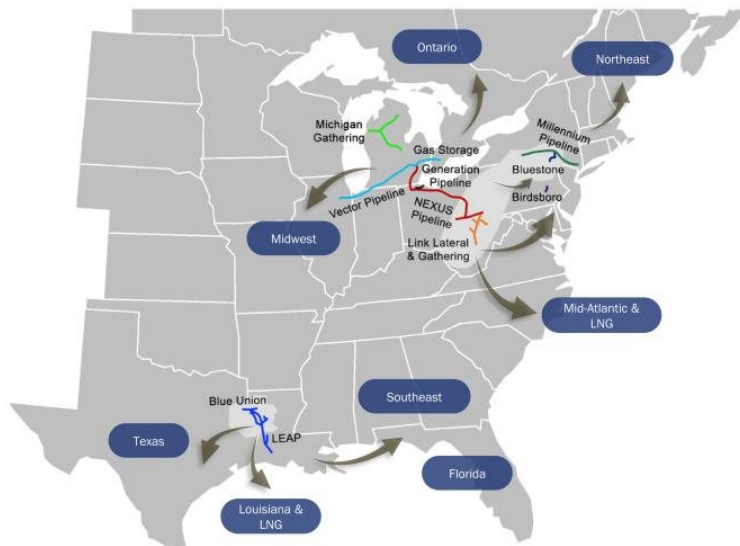 Ontario
Northeast
Michigan
Gathering
Millennium
Pipeline
Gas Storage
Generation
Pipeline
Bluestone
Birdsboro
Vector Pipeline
NEXUS
Pipeline
Midwest
Link Lateral
& Gathering
Mid-Atlantic &
LNG
Blue Union
Southeast
Texas
LEAP
Florida
Louisiana &
LNG